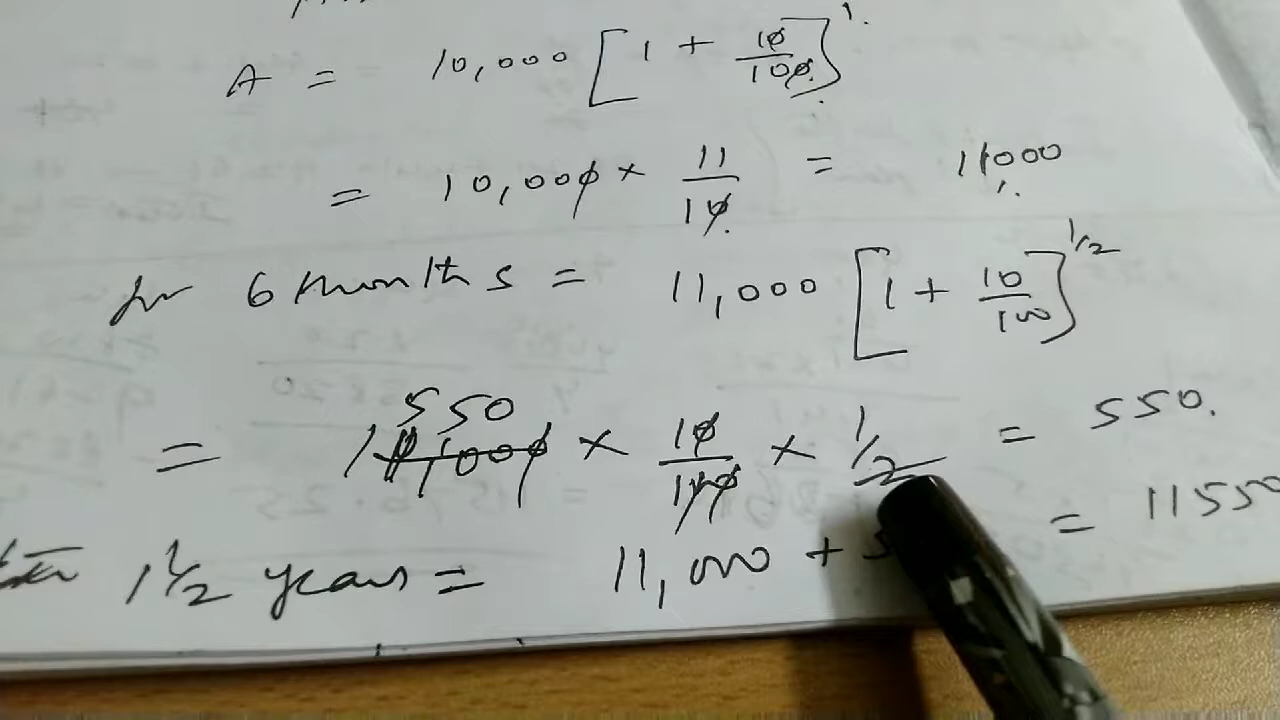 A = 10,000 [1 + 10/100]^1.
= 10,000 × 11/10 = 11000
for 6 months = 11,000 [1 + 10/100]^1/2
550
= 11,000 × 10/100 × 1/2 = 550.
1 1/2 years = 11,000 + = 11550